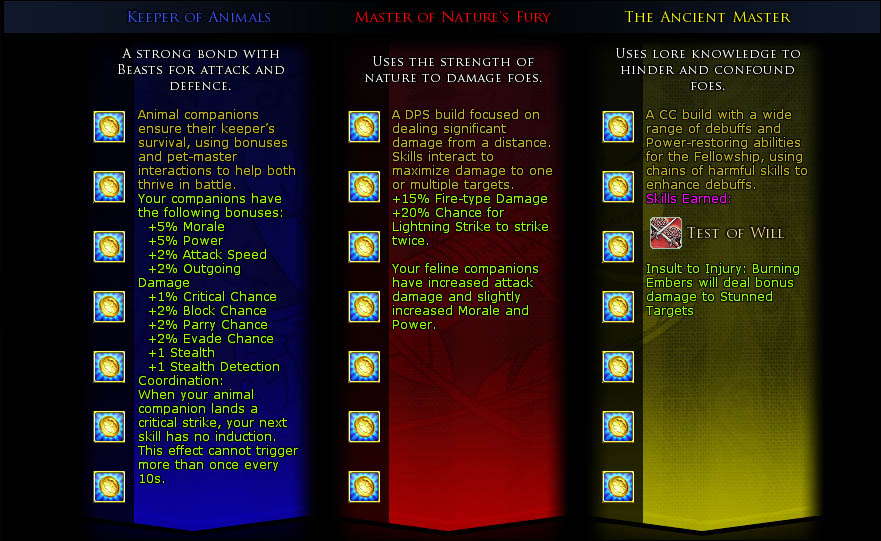 Keeper of Animals
A strong bond with
Beasts for attack and
defence.
Animal companions
ensure their keeper's
survival, using bonuses
and pet-master
interactions to help both
thrive in battle.
Your companions have
the following bonuses:
+5% Morale
+5% Power
+2% Attack Speed
+2% Outgoing
Damage
+1% Critical Chance
+2% Block Chance
+2% Parry Chance
+2% Evade Chance
+1 Stealth
+1 Stealth Detection
Coordination:
When your animal
companion lands a
critical strike, your next
skill has no induction.
This effect cannot trigger
more than once every
10s.
Master of Nature's Fury
Uses the strength of
nature to damage foes.
A DPS build focused on
dealing significant
damage from a distance.
Skills interact to
maximize damage to one
or multiple targets.
+15% Fire-type Damage
+20% Chance for
Lightning Strike to strike
twice.
Your feline companions
have increased attack
damage and slightly
increased Morale and
Power.
The Ancient Master
Uses lore knowledge to
hinder and confound
foes.
A CC build with a wide
range of debuffs and
Power-restoring abilities
for the Fellowship, using
chains of harmful skills to
enhance debuffs.
Skills Earned:
Test of Will
Insult to Injury: Burning
Embers will deal bonus
damage to Stunned
Targets